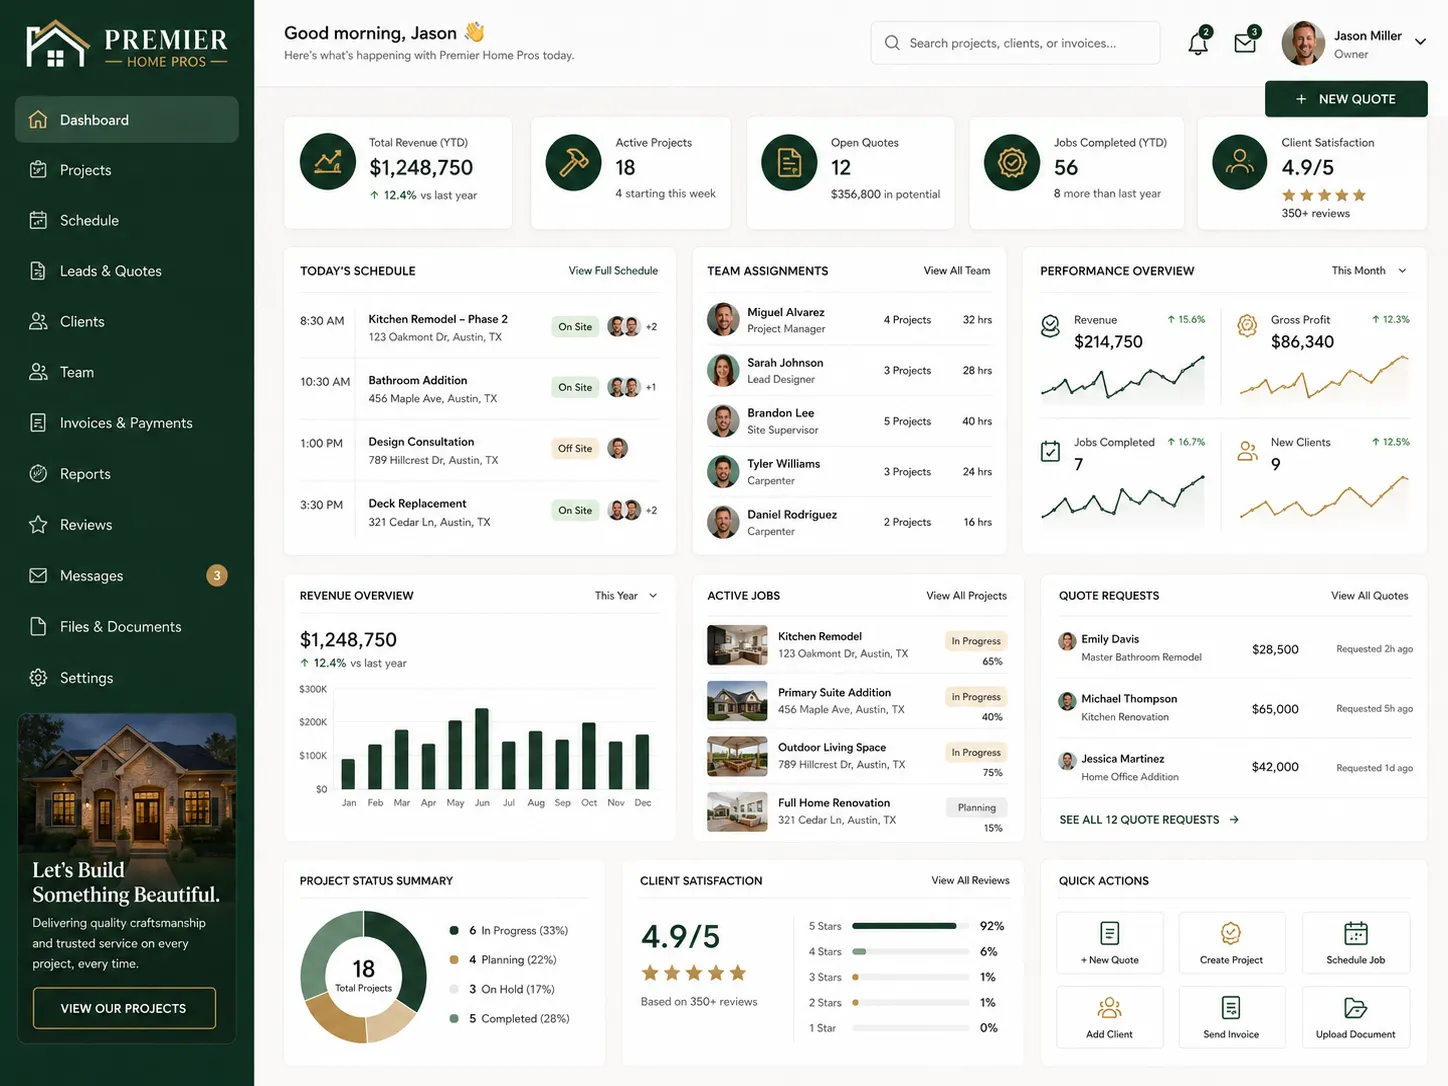 PREMIER
HOME PROS
Dashboard
Projects
Schedule
Leads & Quotes
Clients
Team
Invoices & Payments
Reports
Reviews
Messages
3
Files & Documents
Settings
Let's Build
Something Beautiful.
Delivering quality craftsmanship
and trusted service on every
project, every time.
VIEW OUR PROJECTS
Good morning, Jason 👋
Here's what's happening with Premier Home Pros today.
Search projects, clients, or invoices...
2
3
Jason Miller
Owner
+ NEW QUOTE
Total Revenue (YTD)
$1,248,750
↑ 12.4% vs last year
Active Projects
18
4 starting this week
Open Quotes
12
$356,800 in potential
Jobs Completed (YTD)
56
8 more than last year
Client Satisfaction
4.9/5
350+ reviews
TODAY'S SCHEDULE
View Full Schedule
8:30 AM
Kitchen Remodel – Phase 2
123 Oakmont Dr, Austin, TX
On Site
+2
10:30 AM
Bathroom Addition
456 Maple Ave, Austin, TX
On Site
+1
1:00 PM
Design Consultation
789 Hillcrest Dr, Austin, TX
Off Site
3:30 PM
Deck Replacement
321 Cedar Ln, Austin, TX
On Site
+2
TEAM ASSIGNMENTS
View All Team
Miguel Alvarez
Project Manager
4 Projects
32 hrs
Sarah Johnson
Lead Designer
3 Projects
28 hrs
Brandon Lee
Site Supervisor
5 Projects
40 hrs
Tyler Williams
Carpenter
3 Projects
24 hrs
Daniel Rodriguez
Carpenter
2 Projects
16 hrs
PERFORMANCE OVERVIEW
This Month
Revenue
↑ 15.6%
$214,750
Gross Profit
↑ 12.3%
$86,340
Jobs Completed
↑ 16.7%
7
New Clients
↑ 12.5%
9
REVENUE OVERVIEW
This Year
$1,248,750
↑ 12.4% vs last year
$300K
$200K
$100K
$0
Jan Feb Mar Apr May Jun Jul Aug Sep Oct Nov Dec
ACTIVE JOBS
View All Projects
Kitchen Remodel
123 Oakmont Dr, Austin, TX
In Progress
65%
Primary Suite Addition
456 Maple Ave, Austin, TX
In Progress
40%
Outdoor Living Space
789 Hillcrest Dr, Austin, TX
In Progress
75%
Full Home Renovation
321 Cedar Ln, Austin, TX
Planning
15%
QUOTE REQUESTS
View All Quotes
Emily Davis
Master Bathroom Remodel
$28,500
Requested 2h ago
Michael Thompson
Kitchen Renovation
$65,000
Requested 5h ago
Jessica Martinez
Home Office Addition
$42,000
Requested 1d ago
SEE ALL 12 QUOTE REQUESTS →
PROJECT STATUS SUMMARY
18
Total Projects
6 In Progress (33%)
4 Planning (22%)
3 On Hold (17%)
5 Completed (28%)
CLIENT SATISFACTION
View All Reviews
4.9/5
Based on 350+ reviews
5 Stars
92%
4 Stars
6%
3 Stars
1%
2 Stars
1%
1 Star
0%
QUICK ACTIONS
+ New Quote
Create Project
Schedule Job
Add Client
Send Invoice
Upload Document